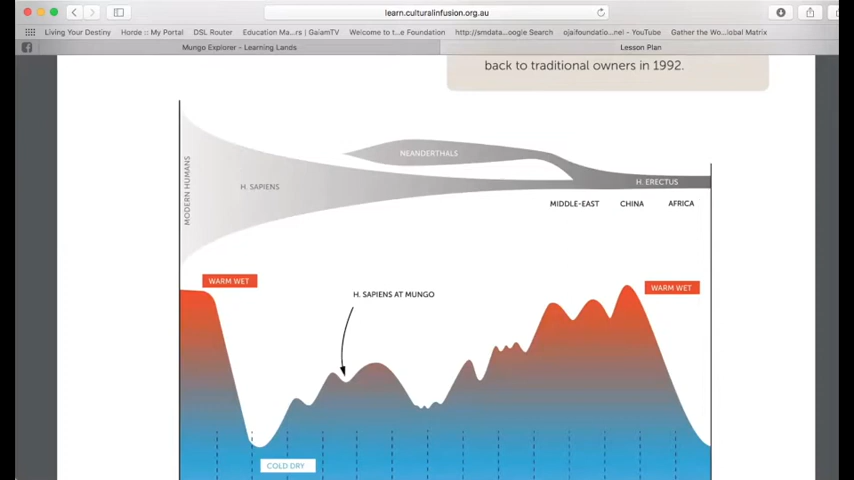 learn.culturalinfusion.org.au
Living Your Destiny Horde :: My Portal DSL Router Education Ma...rs | GaiamTV Welcome to t...e Foundation http://smdata...oogie Search ojaifoundatio...nel - YouTube Gather the Wo...lobal Matrix
Mungo Explorer – Learning Lands Lesson Plan
back to traditional owners in 1992.
MODERN HUMANS
NEANDERTHALS
H. SAPIENS
H. ERECTUS
MIDDLE-EAST CHINA AFRICA
WARM WET
WARM WET
H. SAPIENS AT MUNGO
COLD DRY